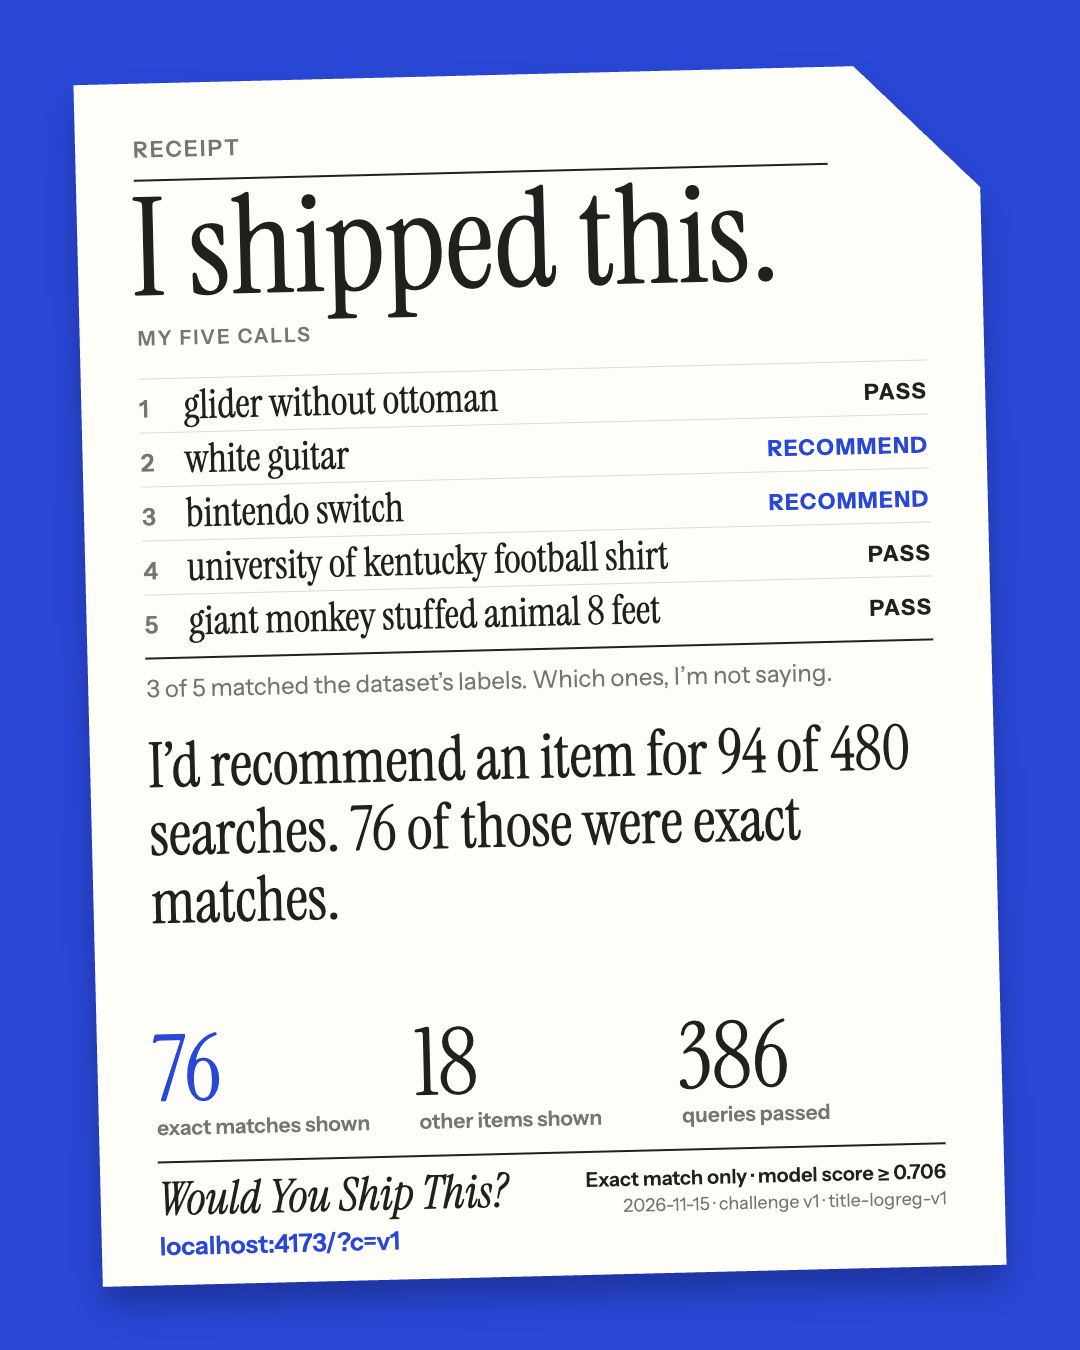 RECEIPT
I shipped this.
MY FIVE CALLS
1 glider without ottoman PASS
2 white guitar RECOMMEND
3 bintendo switch RECOMMEND
4 university of kentucky football shirt PASS
5 giant monkey stuffed animal 8 feet PASS
3 of 5 matched the dataset’s labels. Which ones, I’m not saying.
I’d recommend an item for 94 of 480
searches. 76 of those were exact
matches.
76 18 386
exact matches shown other items shown queries passed
Would You Ship This? Exact match only · model score ≥ 0.706
2026-11-15 · challenge v1 · title-logreg-v1
localhost:4173/?c=v1